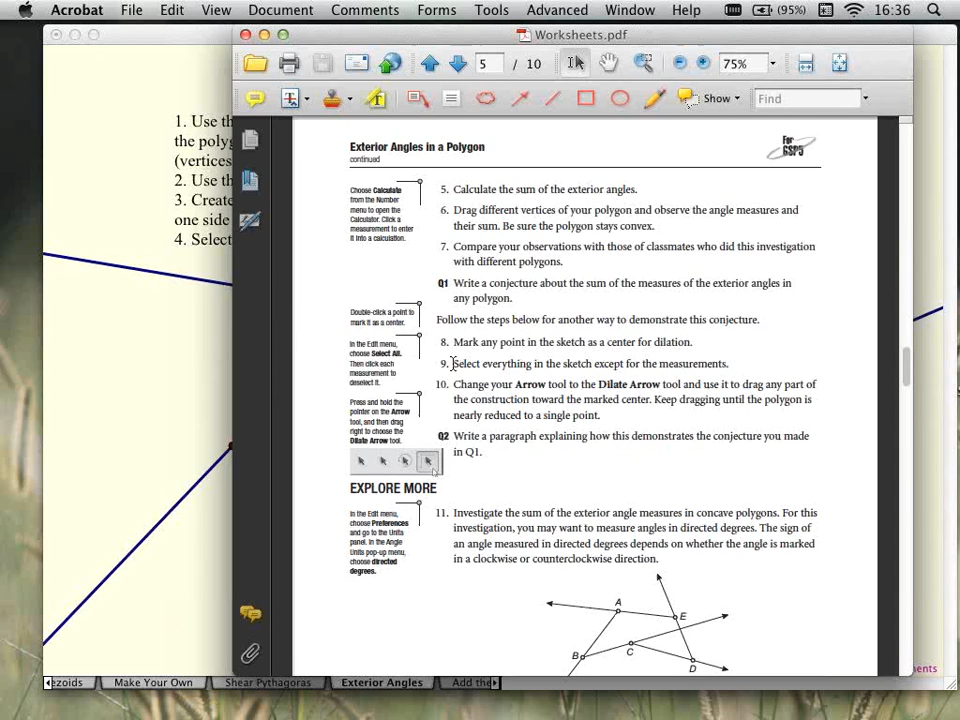 Acrobat File Edit View Document Comments Forms Tools Advanced Window Help (95%) 16:36
Worksheets.pdf
5 / 10 75%
Show Find
1. Use th
the polyg
(vertices
2. Use th
3. Create
one side
4. Select
Exterior Angles in a Polygon
continued
For
GSP5
Choose Calculate
from the Number
menu to open the
Calculator. Click a
measurement to enter
it into a calculation.
5. Calculate the sum of the exterior angles.
6. Drag different vertices of your polygon and observe the angle measures and
their sum. Be sure the polygon stays convex.
7. Compare your observations with those of classmates who did this investigation
with different polygons.
Q1 Write a conjecture about the sum of the measures of the exterior angles in
any polygon.
Double-click a point to
mark it as a center.
Follow the steps below for another way to demonstrate this conjecture.
8. Mark any point in the sketch as a center for dilation.
In the Edit menu,
choose Select All.
Then click each
measurement to
deselect it.
9. Select everything in the sketch except for the measurements.
10. Change your Arrow tool to the Dilate Arrow tool and use it to drag any part of
the construction toward the marked center. Keep dragging until the polygon is
nearly reduced to a single point.
Press and hold the
pointer on the Arrow
tool, and then drag
right to choose the
Dilate Arrow tool.
Q2 Write a paragraph explaining how this demonstrates the conjecture you made
in Q1.
EXPLORE MORE
In the Edit menu,
choose Preferences
and go to the Units
panel. In the Angle
Units pop-up menu,
choose directed
degrees.
11. Investigate the sum of the exterior angle measures in concave polygons. For this
investigation, you may want to measure angles in directed degrees. The sign of
an angle measured in directed degrees depends on whether the angle is marked
in a clockwise or counterclockwise direction.
A
E
C
B
D
ments
ezoids Make Your Own Shear Pythagoras Exterior Angles Add the